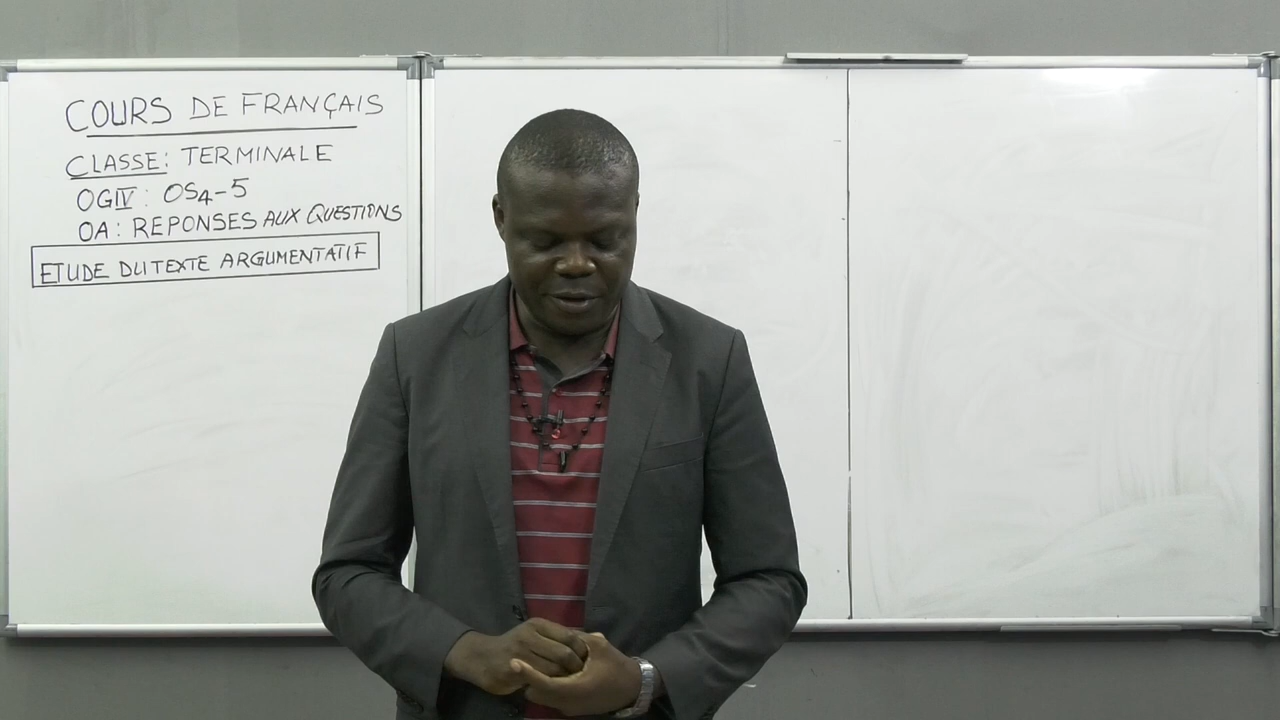 COURS DE FRANÇAIS
CLASSE: TERMINALE
OGIV: OS4-5
OA: REPONSES AUX QUESTIONS
ETUDE DU TEXTE ARGUMENTATIF